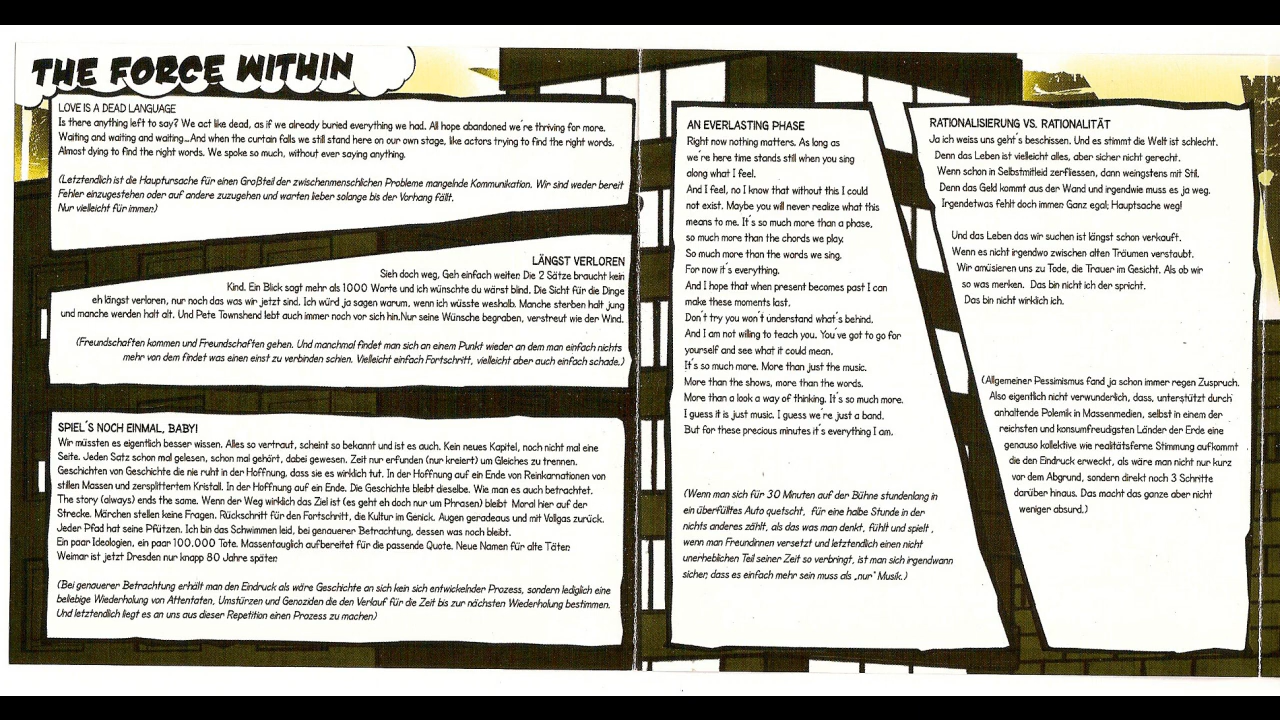 THE FORCE WITHIN
LOVE IS A DEAD LANGUAGE
Is there anything left to say? We act like dead, as if we already buried everything we had. All hope abandoned we're thriving for more.
Waiting and waiting and waiting...And when the curtain falls we still stand here on our own stage, like actors trying to find the right words.
Almost dying to find the right words. We spoke so much, without ever saying anything.
(Letztendlich ist die Hauptursache für einen Großteil der zwischenmenschlichen Probleme mangelnde Kommunikation. Wir sind weder bereit
Fehler einzugestehen oder auf andere zuzugehen und warten lieber solange bis der Vorhang fällt.
Nur vielleicht für immer.)
LÄNGST VERLOREN
Sieh doch weg, Geh einfach weiter. Die 2 Sätze braucht kein
Kind. Ein Blick sagt mehr als 1000 Worte und ich wünschte du wärst blind. Die Sicht für die Dinge
eh längst verloren, nur noch das was wir jetzt sind. Ich würd ja sagen warum, wenn ich wüsste weshalb. Manche sterben halt jung
und manche werden halt alt. Und Pete Townshend lebt auch immer noch vor sich hin.Nur seine Wünsche begraben, verstreut wie der Wind.
(Freundschaften kommen und Freundschaften gehen. Und manchmal findet man sich an einem Punkt wieder an dem man einfach nichts
mehr von dem findet was einen einst zu verbinden schien. Vielleicht einfach Fortschritt, vielleicht aber auch einfach schade.)
SPIEL'S NOCH EINMAL, BABY!
Wir müssten es eigentlich besser wissen. Alles so vertraut, scheint so bekannt und ist es auch. Kein neues Kapitel, noch nicht mal eine
Seite. Jeden Satz schon mal gelesen, schon mal gehört, dabei gewesen. Zeit nur erfunden (nur kreiert) um Gleiches zu trennen.
Geschichten von Geschichte die nie ruht in der Hoffnung, dass sie es wirklich tut. In der Hoffnung auf ein Ende von Reinkarnationen von
stillen Massen und zersplittertem Kristall. In der Hoffnung auf ein Ende. Die Geschichte bleibt dieselbe. Wie man es auch betrachtet.
The story (always) ends the same. Wenn der Weg wirklich das Ziel ist (es geht eh doch nur um Phrasen) bleibt Moral hier auf der
Strecke. Märchen stellen keine Fragen. Rückschrift für den Fortschritt, die Kultur im Genick. Augen geradeaus und mit Vollgas zurück.
Jeder Pfad hat seine Pfützen. Ich bin das Schwimmen leid, bei genauerer Betrachtung, dessen was noch bleibt.
Ein paar Ideologien, ein paar 100.000 Tote. Massentauglich aufbereitet für die passende Quote. Neue Namen für alte Täter.
Weimar ist jetzt Dresden nur knapp 80 Jahre später.
(Bei genauerer Betrachtung erhält man den Eindruck als wäre Geschichte an sich kein sich entwickelnder Prozess, sondern lediglich eine
beliebige Wiederholung von Attentaten, Umstürzen und Genoziden die den Verlauf für die Zeit bis zur nächsten Wiederholung bestimmen.
Und letztendlich liegt es an uns aus dieser Repetition einen Prozess zu machen)
AN EVERLASTING PHASE
Right now nothing matters. As long as
we're here time stands still when you sing
along what I feel.
And I feel, no I know that without this I could
not exist. Maybe you will never realize what this
means to me. It's so much more than a phase,
so much more than the chords we play.
So much more than the words we sing.
For now it's everything.
And I hope that when present becomes past I can
make these moments last.
Don't try you won't understand what's behind.
And I am not willing to teach you. You've got to go for
yourself and see what it could mean.
It's so much more. More than just the music.
More than the shows, more than the words.
More than a look a way of thinking. It's so much more.
I guess it is just music. I guess we're just a band.
But for these precious minutes it's everything I am.
(Wenn man sich für 30 Minuten auf der Bühne stundenlang in
ein überfülltes Auto quetscht, für eine halbe Stunde in der
nichts anderes zählt, als das was man denkt, fühlt und spielt ,
wenn man Freundinnen versetzt und letztendlich einen nicht
unerheblichen Teil seiner Zeit so verbringt, ist man sich irgendwann
sicher, dass es einfach mehr sein muss als „nur" Musik.)
RATIONALISIERUNG VS. RATIONALITÄT
Ja ich weiss uns geht's beschissen. Und es stimmt die Welt ist schlecht.
Denn das Leben ist vielleicht alles, aber sicher nicht gerecht.
Wenn schon in Selbstmitleid zerfliessen, dann weingstens mit Stil.
Denn das Geld kommt aus der Wand und irgendwie muss es ja weg.
Irgendetwas fehlt doch immer. Ganz egal; Hauptsache weg!
Und das Leben das wir suchen ist längst schon verkauft.
Wenn es nicht irgendwo zwischen alten Träumen verstaubt.
Wir amüsieren uns zu Tode, die Trauer im Gesicht. Als ob wir
so was merken. Das bin nicht ich der spricht.
Das bin nicht wirklich ich.
(Allgemeiner Pessimismus fand ja schon immer regen Zuspruch.
Also eigentlich nicht verwunderlich, dass, unterstützt durch
anhaltende Polemik in Massenmedien, selbst in einem der
reichsten und konsumfreudigsten Länder der Erde eine
genauso kollektive wie realitätsferne Stimmung aufkommt
die den Eindruck erweckt, als wäre man nicht nur kurz
vor dem Abgrund, sondern direkt noch 3 Schritte
darüber hinaus. Das macht das ganze aber nicht
weniger absurd.)